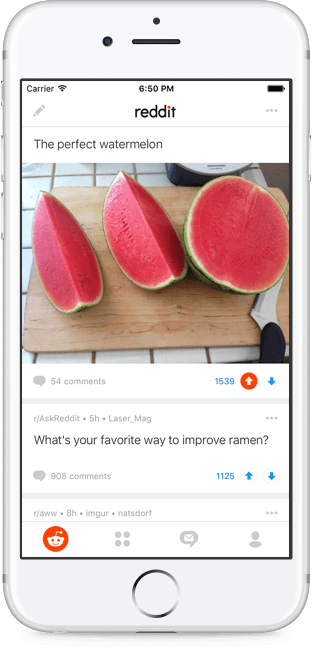 Carrier 6:50 PM
reddit
The perfect watermelon
54 comments 1539
r/AskReddit • 5h • Laser_Mag
What's your favorite way to improve ramen?
908 comments 1125
r/aww • 8h • imgur • natsdorf